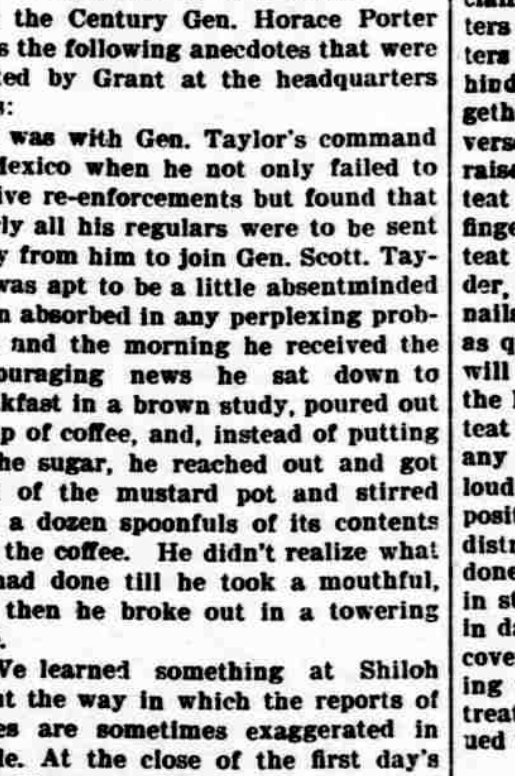 the Century Gen. Horace Porter
s the following anecdotes that were
ed by Grant at the headquarters
s:
was with Gen. Taylor's command
exico when he not only failed to
ive re-enforcements but found that
ly all his regulars were to be sent
y from him to join Gen. Scott. Tay-
was apt to be a little absentminded
n absorbed in any perplexing prob-
and the morning he received the
ouraging news he sat down to
kfast in a brown study, poured out
p of coffee, and, instead of putting
he sugar, he reached out and got
of the mustard pot and stirred
a dozen spoonfuls of its contents
the coffee. He didn't realize what
had done till he took a mouthful,
then he broke out in a towering
We learned something at Shiloh
ut the way in which the reports of
es are sometimes exaggerated in
le. At the close of the first day's
ters
ters
hind
geth
vers
raise
teat
finge
teat
der,
nails
as q
will
the
teat
any
loud
posit
distr
done
in st
in da
cove
ing
treat
ued